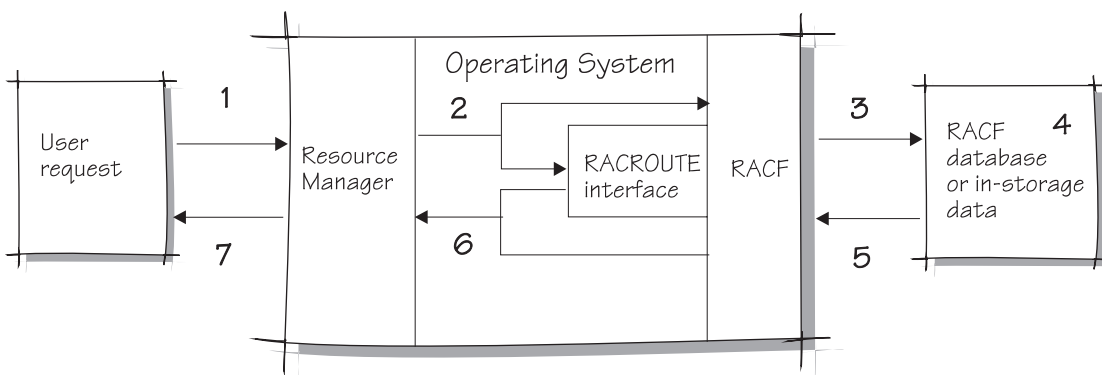 User
request
1
7
Resource
Manager
Operating System
2
RACROUTE
interface
6
RACF
3
5
RACF
database
or in-storage
data
4